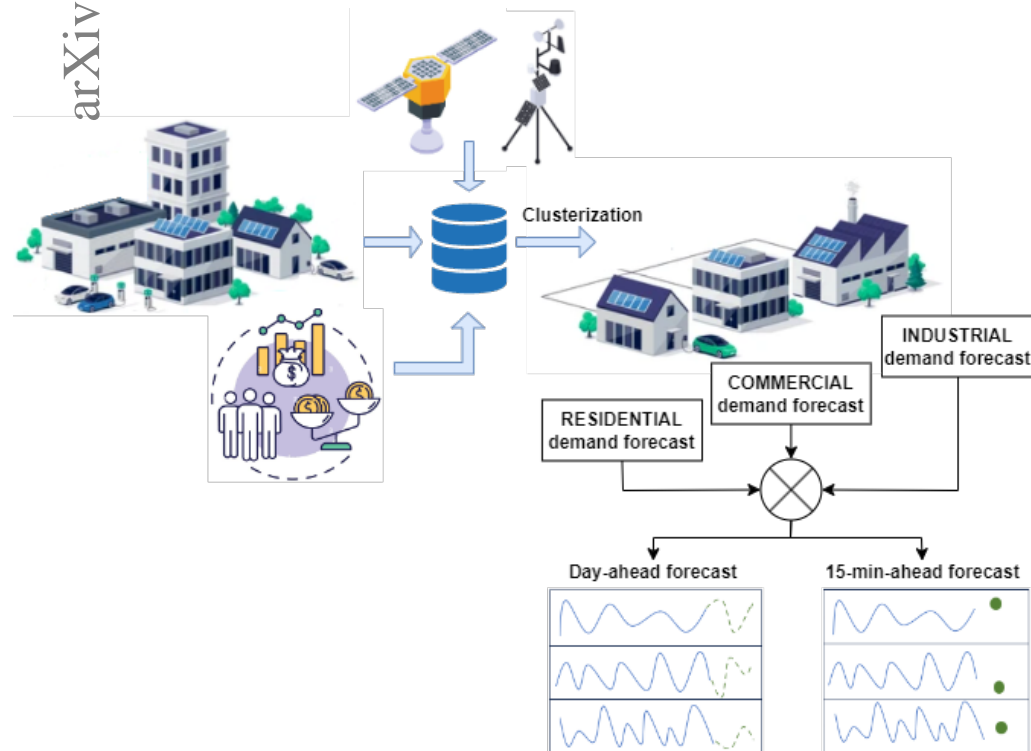 arXiv
Clusterization
INDUSTRIAL
demand forecast
COMMERCIAL
demand forecast
RESIDENTIAL
demand forecast
Day-ahead forecast
15-min-ahead forecast
$
$
$